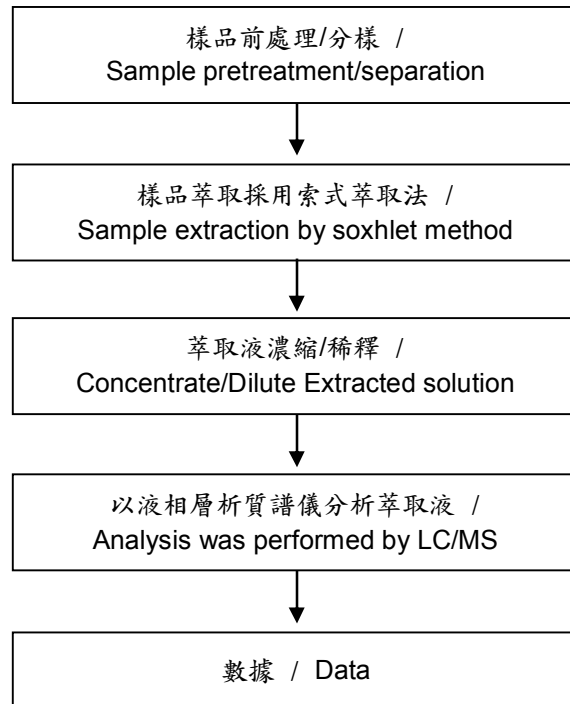 樣品前處理/分樣 /
Sample pretreatment/separation
樣品萃取採用索式萃取法 /
Sample extraction by soxhlet method
萃取液濃縮/稀釋 /
Concentrate/Dilute Extracted solution
以液相層析質譜儀分析萃取液 /
Analysis was performed by LC/MS
數據 / Data